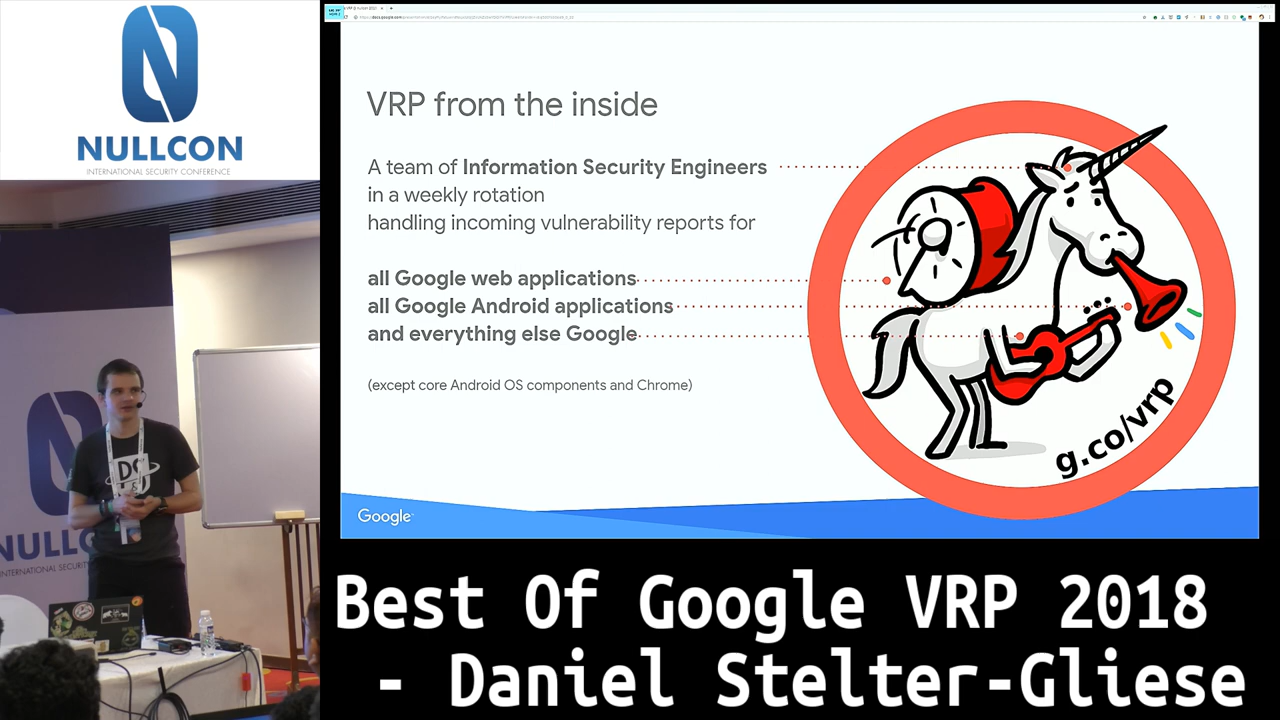 NULLCON
INTERNATIONAL SECURITY CONFERENCE
VRP from the inside
A team of Information Security Engineers
in a weekly rotation
handling incoming vulnerability reports for
all Google web applications
all Google Android applications
and everything else Google
(except core Android OS components and Chrome)
g.co/vrp
Google
NULLC
INTERNATIONAL SECURITY
Best Of Google VRP 2018
- Daniel Stelter-Gliese